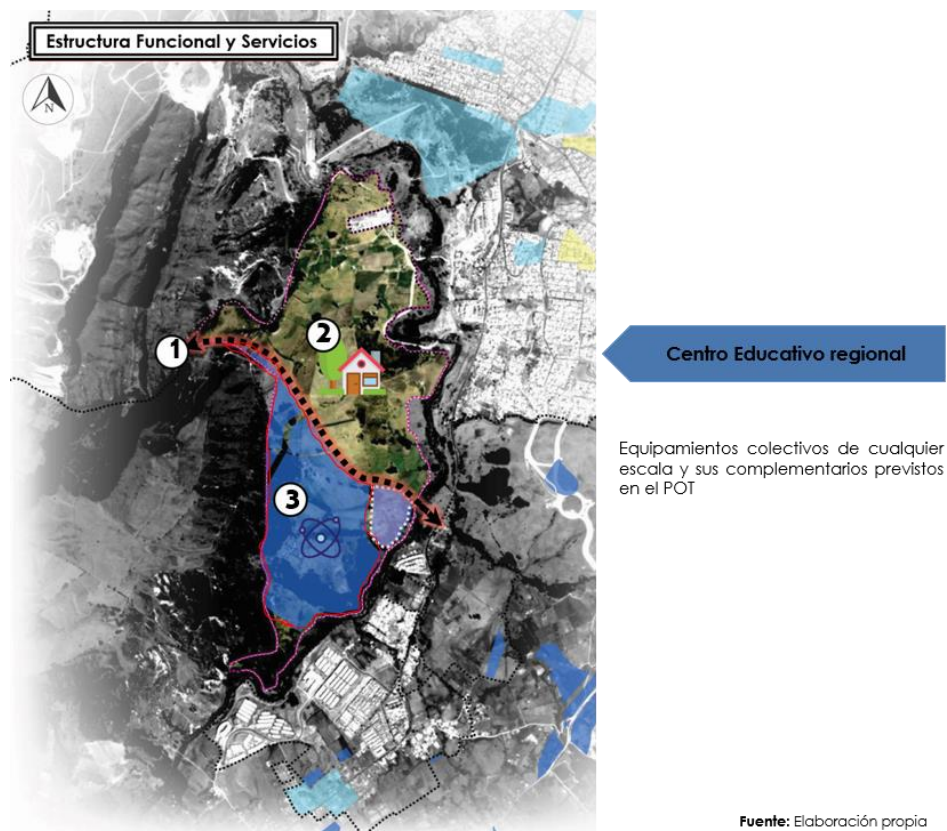 Estructura Funcional y Servicios
N
1
2
3
Centro Educativo regional
Equipamientos colectivos de cualquier
escala y sus complementarios previstos
en el POT
Fuente: Elaboración propia